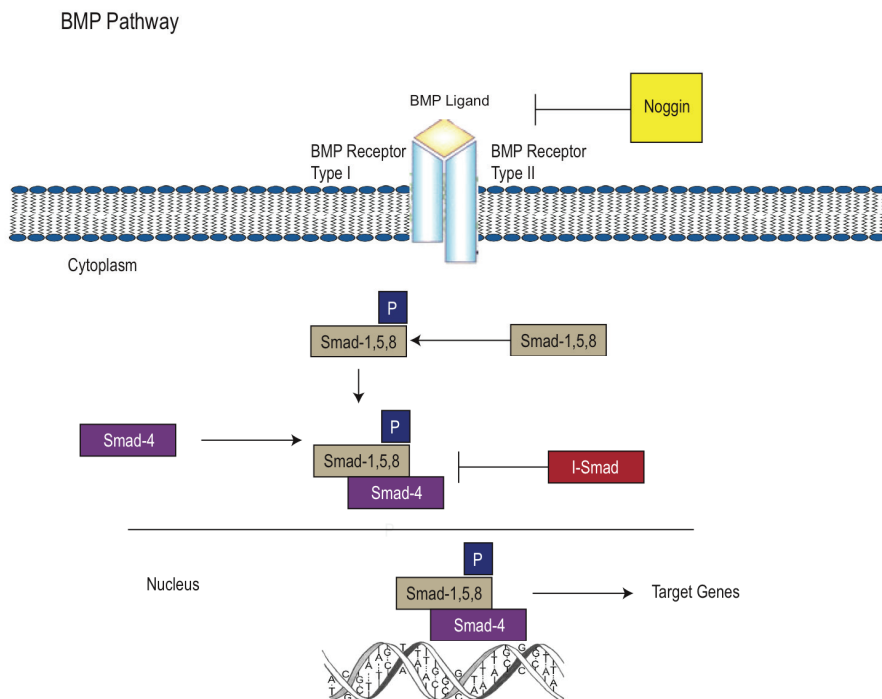 BMP Pathway
BMP Ligand
Noggin
BMP Receptor
Type I
BMP Receptor
Type II
Cytoplasm
P
Smad-1,5,8
Smad-1,5,8
P
Smad-4
Smad-1,5,8
I-Smad
Smad-4
P
Nucleus
Smad-1,5,8
Target Genes
Smad-4